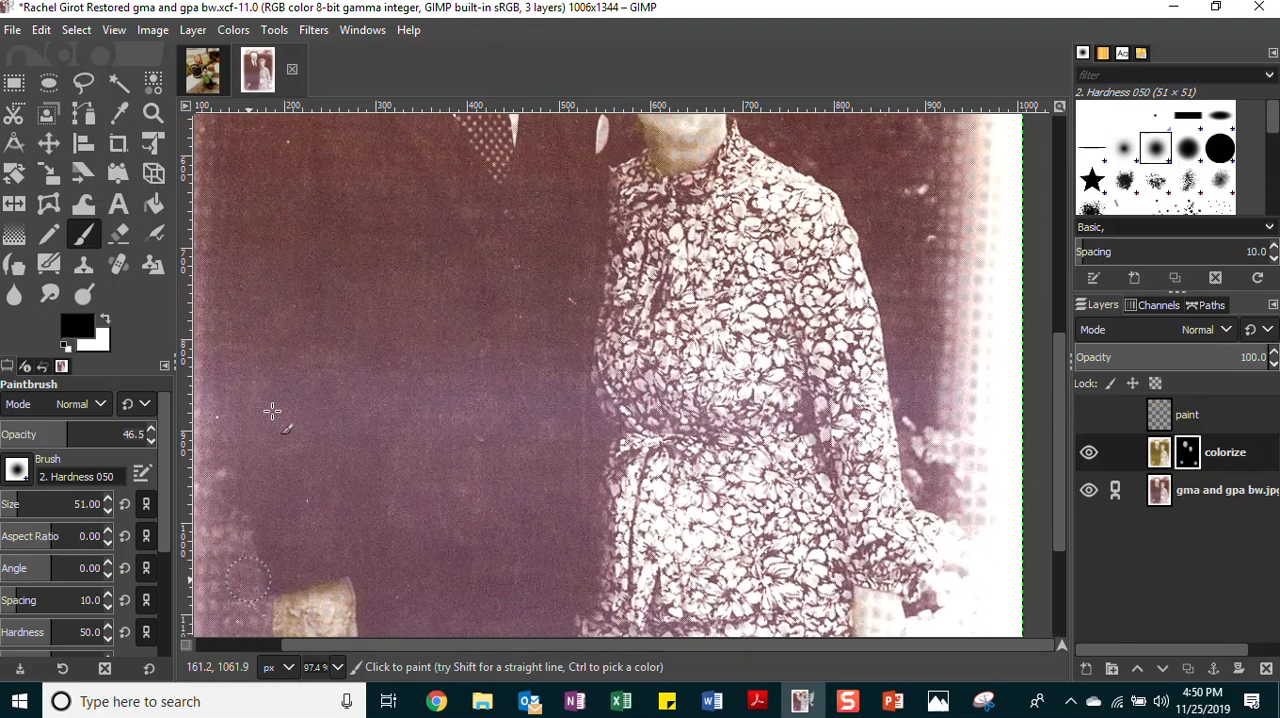 *Rachel Girot Restored gma and gpa bw.xcf-11.0 (RGB color 8-bit gamma integer, GIMP built-in sRGB, 3 layers) 1006x1344 – GIMP
File Edit Select View Image Layer Colors Tools Filters Windows Help
filter
2. Hardness 050 (51 × 51)
100 200 300 400 500 600 700 800 900 1000
600
700
800
900
1000
Basic,
Spacing 10.0
Layers Channels Paths
Mode Normal
Opacity 100.0
Lock:
paint
colorize
gma and gpa bw.jpg
Paintbrush
Mode Normal
Opacity 46.5
Brush
2. Hardness 050
Size 51.00
Aspect Ratio 0.00
Angle 0.00
Spacing 10.0
Hardness 50.0
161.2, 1061.9 px 97.4 % Click to paint (try Shift for a straight line, Ctrl to pick a color)
Type here to search
4:50 PM
11/25/2019